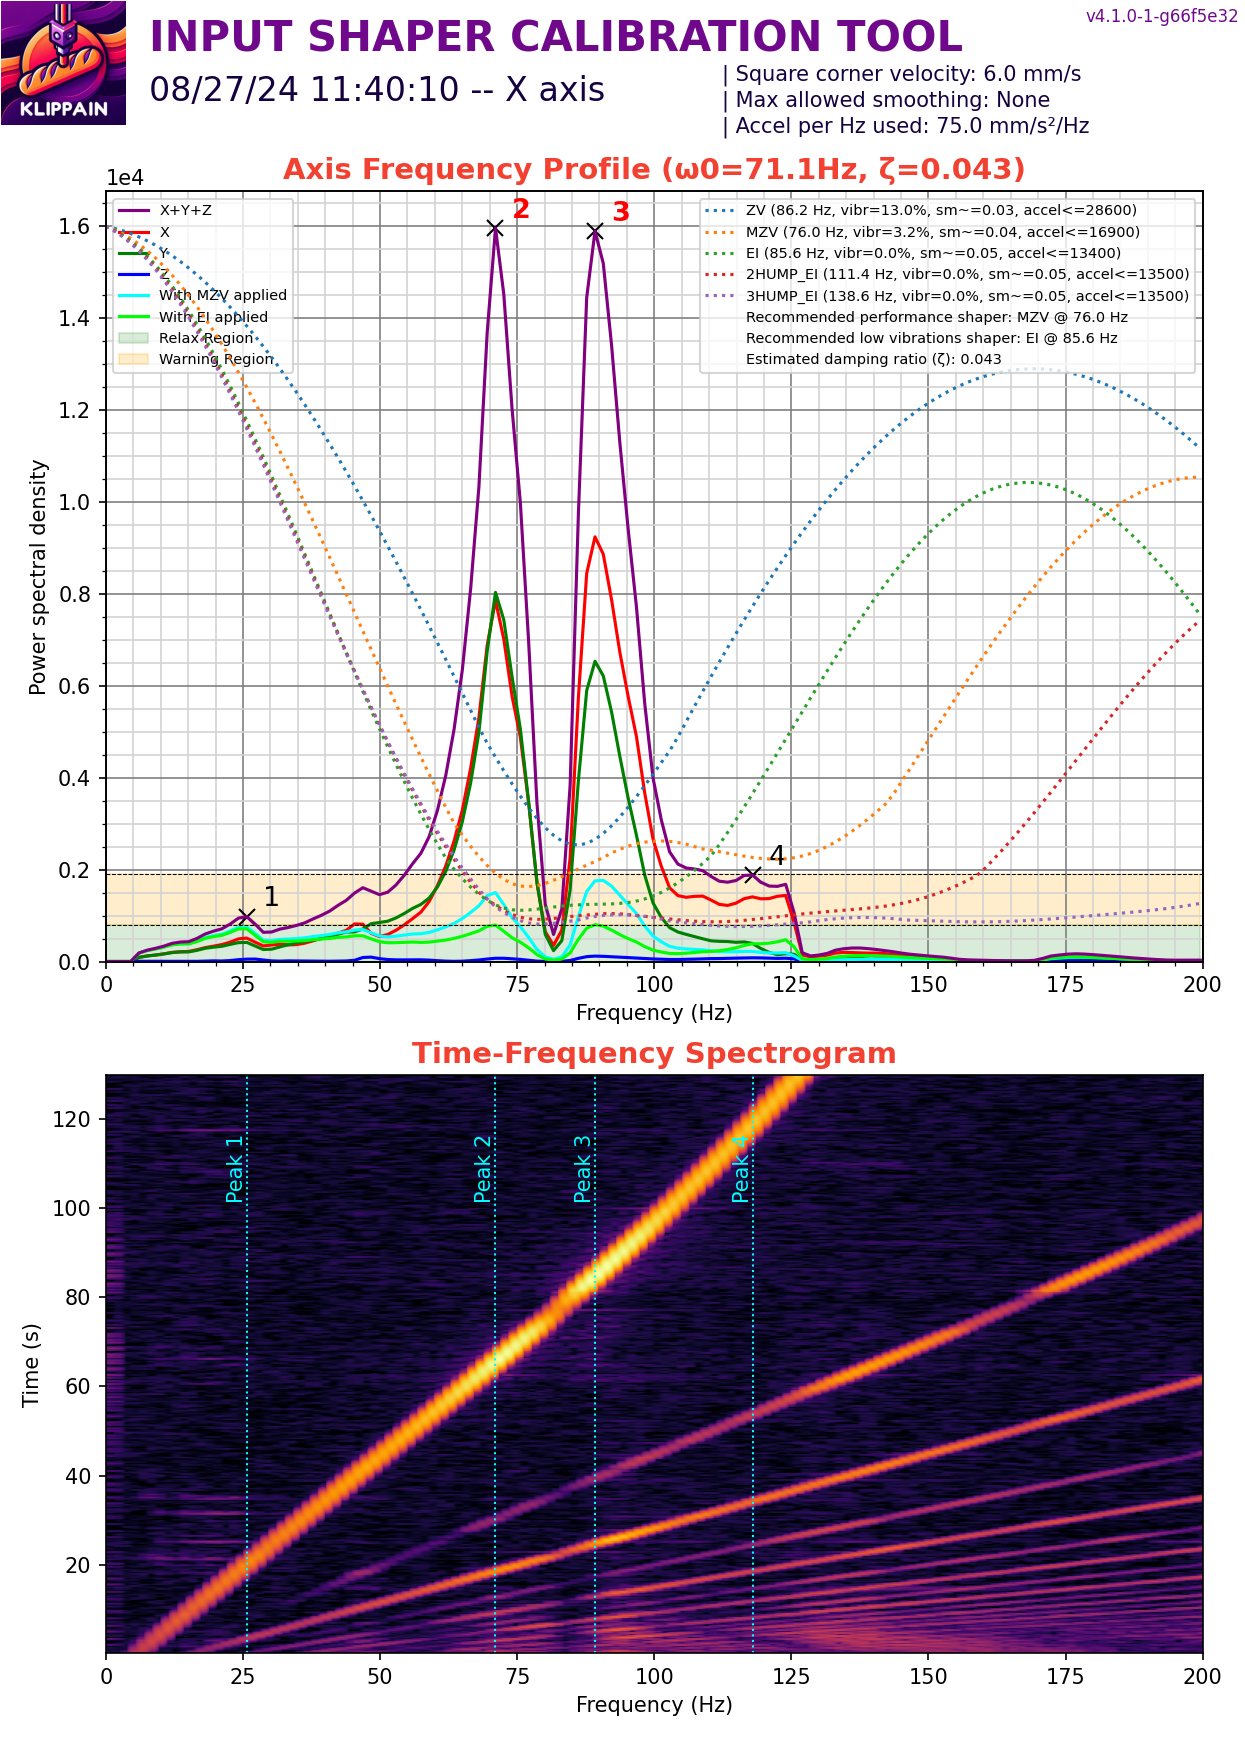 v4.1.0-1-g66f5e32
INPUT SHAPER CALIBRATION TOOL
08/27/24 11:40:10 -- X axis
| Square corner velocity: 6.0 mm/s
| Max allowed smoothing: None
| Accel per Hz used: 75.0 mm/s²/Hz
KLIPPAIN
Axis Frequency Profile (ω0=71.1Hz, ζ=0.043)
1e4
X+Y+Z
X
Y
Z
With MZV applied
With EI applied
Relax Region
Warning Region
ZV (86.2 Hz, vibr=13.0%, sm~=0.03, accel<=28600)
MZV (76.0 Hz, vibr=3.2%, sm~=0.04, accel<=16900)
EI (85.6 Hz, vibr=0.0%, sm~=0.05, accel<=13400)
2HUMP_EI (111.4 Hz, vibr=0.0%, sm~=0.05, accel<=13500)
3HUMP_EI (138.6 Hz, vibr=0.0%, sm~=0.05, accel<=13500)
Recommended performance shaper: MZV @ 76.0 Hz
Recommended low vibrations shaper: EI @ 85.6 Hz
Estimated damping ratio (ζ): 0.043
2
3
4
1
1.6
1.4
1.2
1.0
0.8
0.6
0.4
0.2
0.0
Power spectral density
0 25 50 75 100 125 150 175 200
Frequency (Hz)
Time-Frequency Spectrogram
Peak 1
Peak 2
Peak 3
Peak 4
120
100
80
60
40
20
Time (s)
0 25 50 75 100 125 150 175 200
Frequency (Hz)